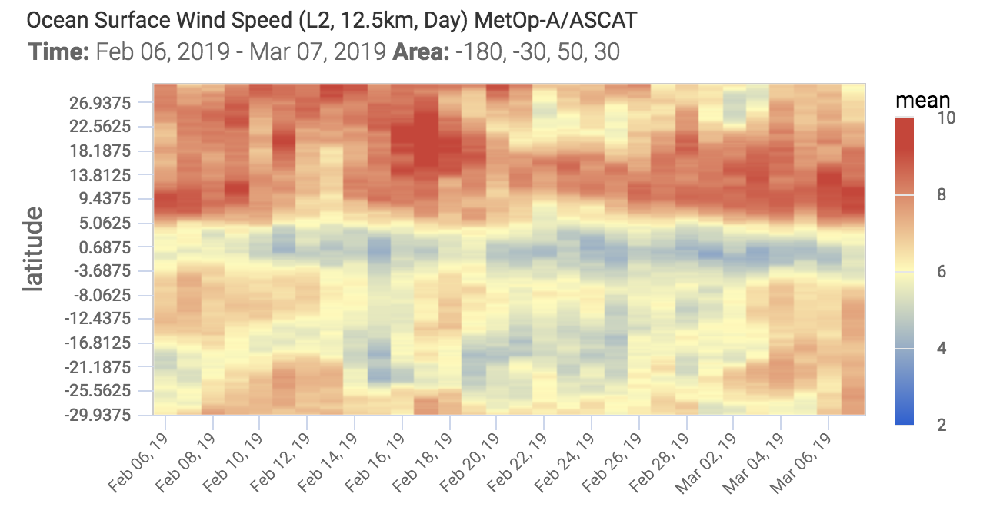 Ocean Surface Wind Speed (L2, 12.5km, Day) MetOp-A/ASCAT
Time: Feb 06, 2019 - Mar 07, 2019 Area: -180, -30, 50, 30
mean
10
8
6
4
2
latitude
26.9375
22.5625
18.1875
13.8125
9.4375
5.0625
0.6875
-3.6875
-8.0625
-12.4375
-16.8125
-21.1875
-25.5625
-29.9375
Feb 06, 19
Feb 08, 19
Feb 10, 19
Feb 12, 19
Feb 14, 19
Feb 16, 19
Feb 18, 19
Feb 20, 19
Feb 22, 19
Feb 24, 19
Feb 26, 19
Feb 28, 19
Mar 02, 19
Mar 04, 19
Mar 06, 19